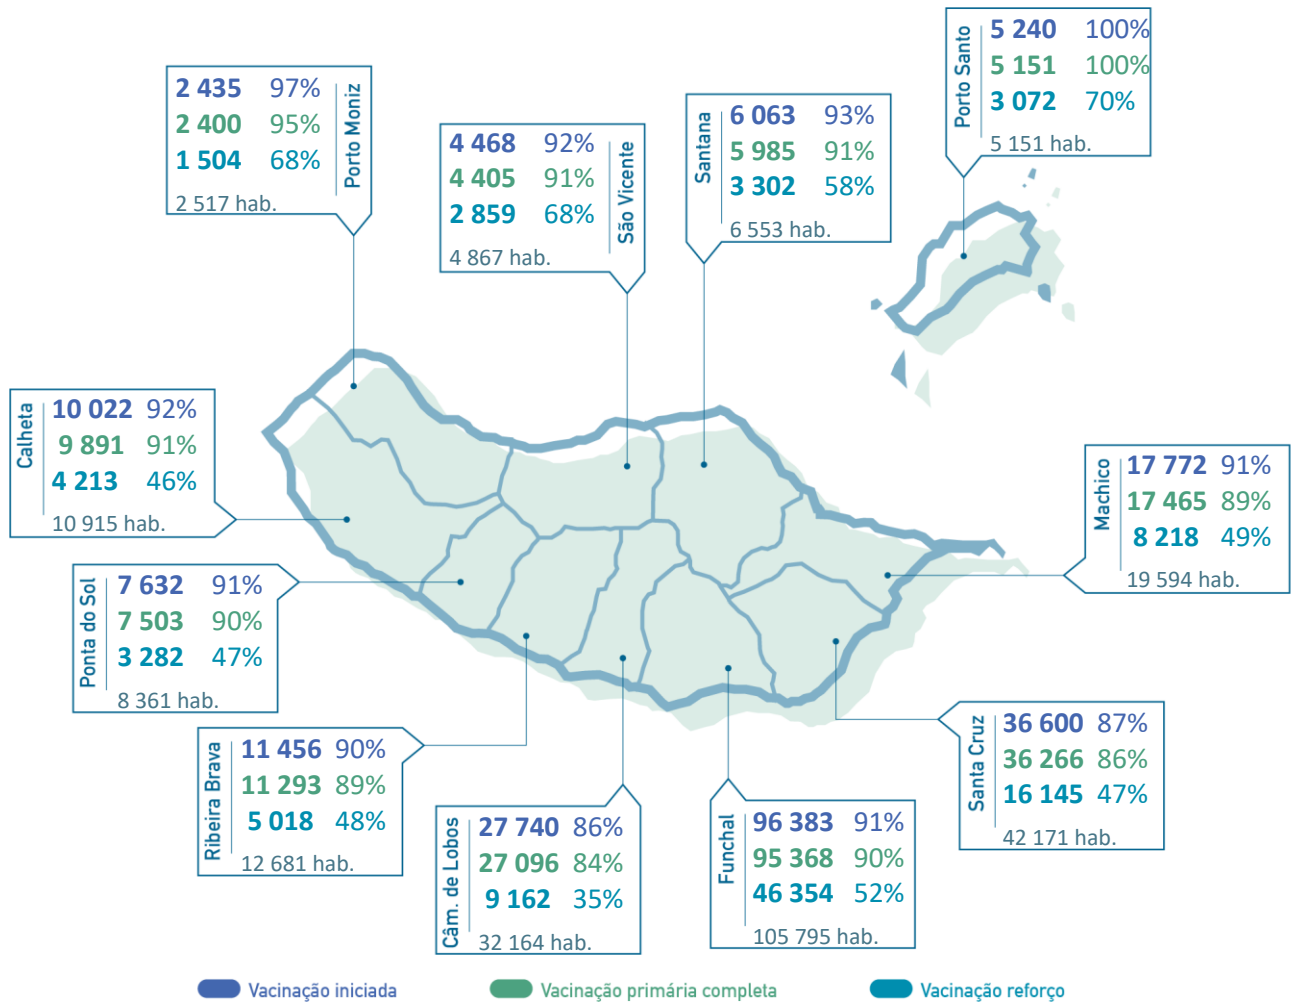 Porto Santo
5 240 100%
5 151 100%
3 072 70%
5 151 hab.
2 435 97%
2 400 95%
1 504 68%
2 517 hab.
Porto Moniz
4 468 92%
4 405 91%
2 859 68%
4 867 hab.
São Vicente
Santana
6 063 93%
5 985 91%
3 302 58%
6 553 hab.
Calheta
10 022 92%
9 891 91%
4 213 46%
10 915 hab.
Machico
17 772 91%
17 465 89%
8 218 49%
19 594 hab.
Ponta do Sol
7 632 91%
7 503 90%
3 282 47%
8 361 hab.
Ribeira Brava
11 456 90%
11 293 89%
5 018 48%
12 681 hab.
Câm. de Lobos
27 740 86%
27 096 84%
9 162 35%
32 164 hab.
Funchal
96 383 91%
95 368 90%
46 354 52%
105 795 hab.
Santa Cruz
36 600 87%
36 266 86%
16 145 47%
42 171 hab.
Vacinação iniciada
Vacinação primária completa
Vacinação reforço